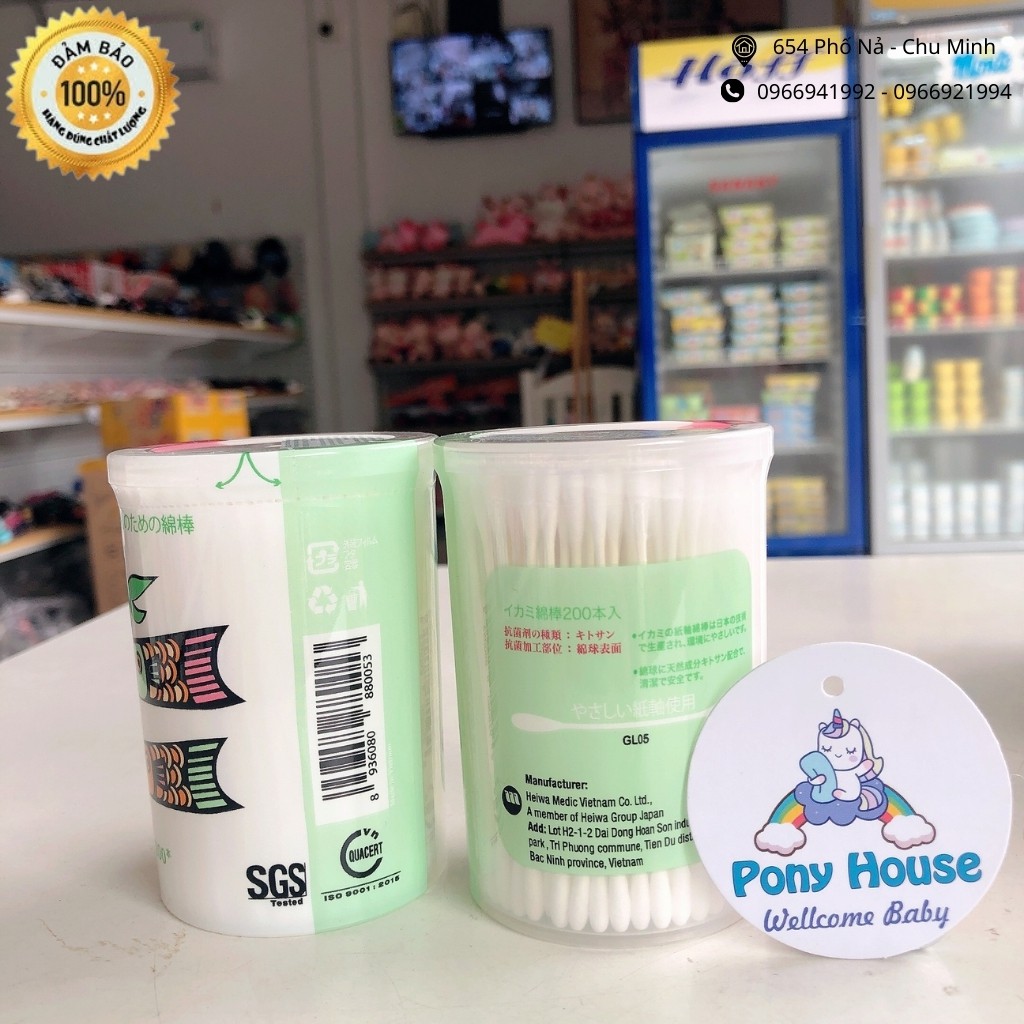 ĐẢM BẢO
100%
HÀNG ĐÚNG CHẤT LƯỢNG
654 Phố Nả - Chu Minh
0966941992 - 0966921994
のための綿棒
プラ
8 936080 880053
SGS
Tested
vn
QUACERT
ISO 9001 : 2015
イカミ綿棒200本入
抗菌剤の種類 : キトサン
抗菌加工部位 : 綿球表面
•イカミの紙軸綿棒は日本の技術
で生産され、環境にやさしいです。
•綿球に天然成分キトサン配合で、
清潔で安全です。
やさしい紙軸使用
GL05
Manufacturer:
Heiwa Medic Vietnam Co. Ltd.,
A member of Heiwa Group Japan
Add: Lot H2-1-2 Dai Dong Hoan Son
park, Tri Phuong commune, Tien Du
Bac Ninh province, Vietnam
Pony House
Wellcome Baby